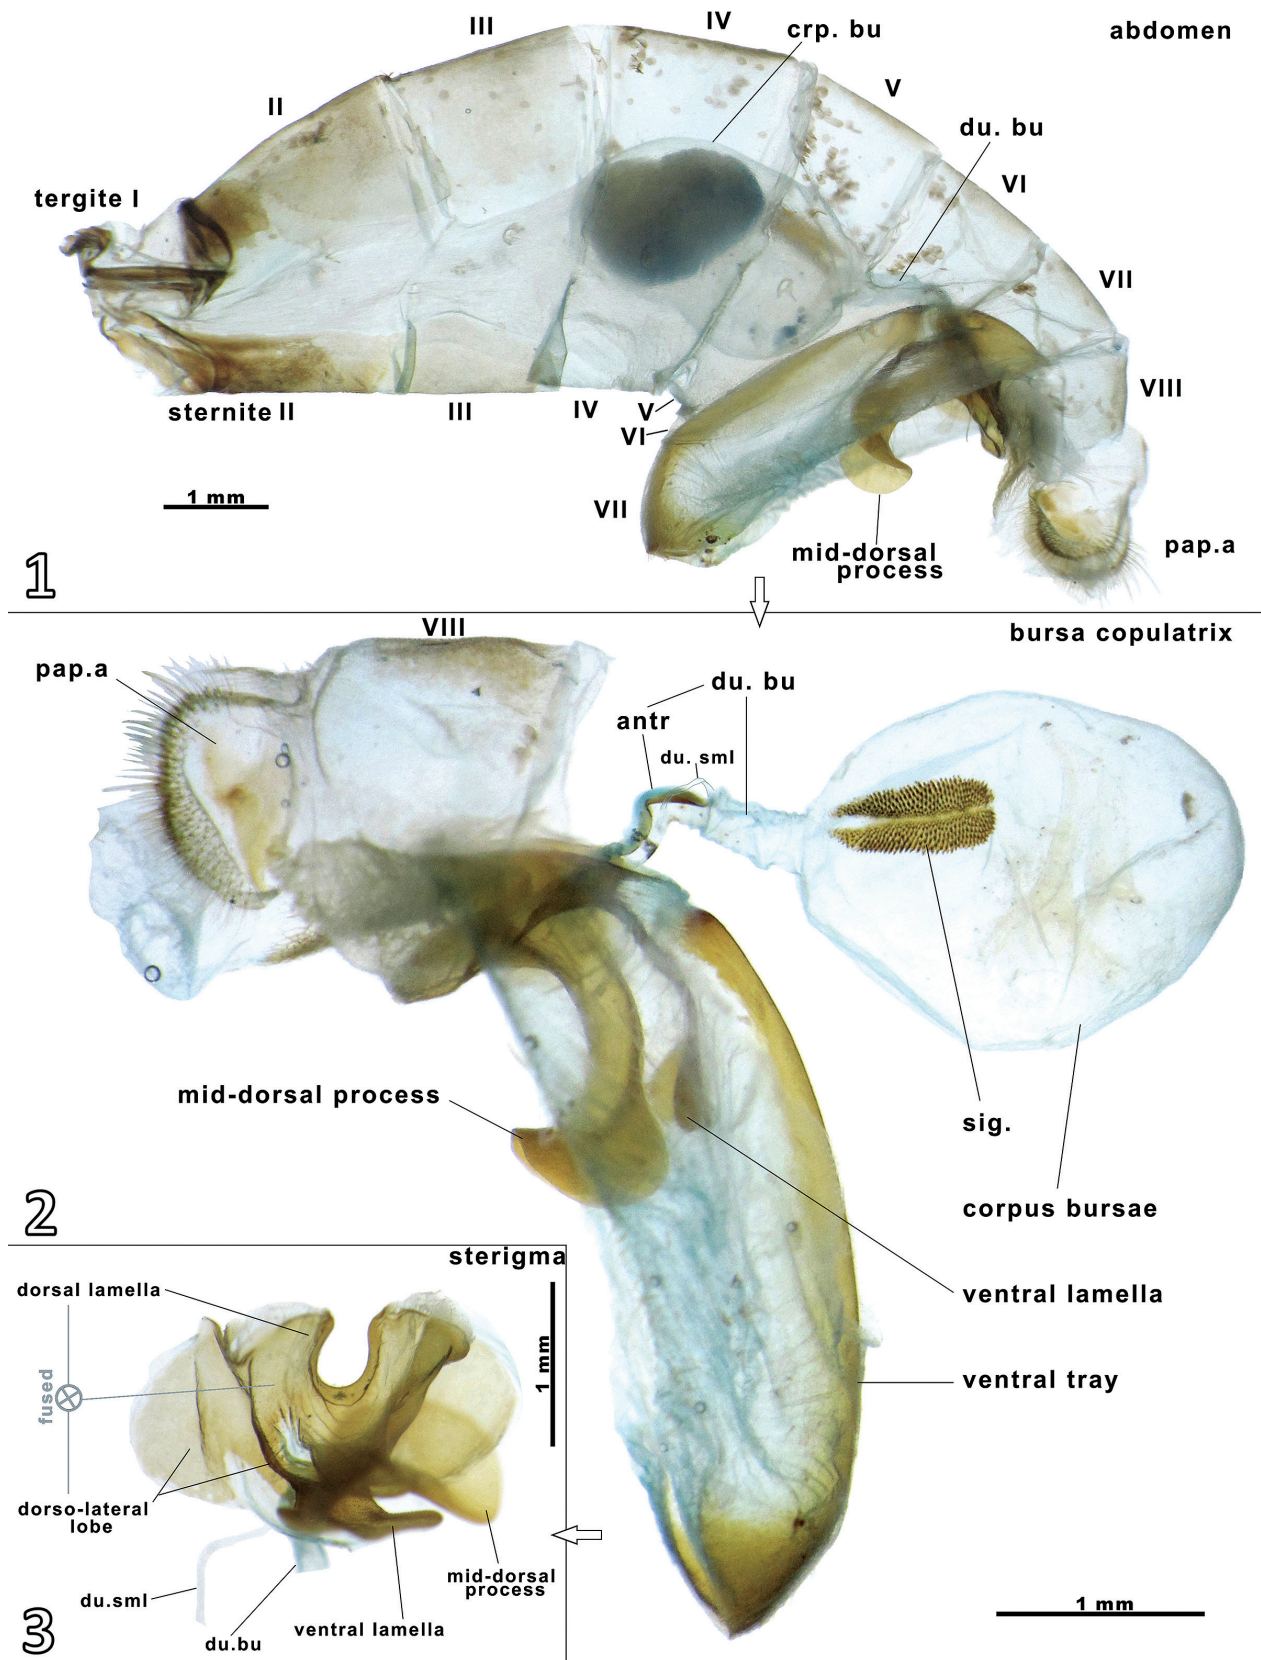 III
IV
crp. bu
abdomen
II
V
du. bu
tergite I
VI
VII
VIII
sternite II
III
IV
V
VI
VII
1 mm
mid-dorsal
process
pap.a
1
bursa copulatrix
VIII
pap.a
du. bu
antr
du. sml
mid-dorsal process
sig.
corpus bursae
ventral lamella
ventral tray
1 mm
2
sterigma
dorsal lamella
1 mm
fused
dorso-lateral
lobe
mid-dorsal
process
du.sml
ventral lamella
du.bu
3